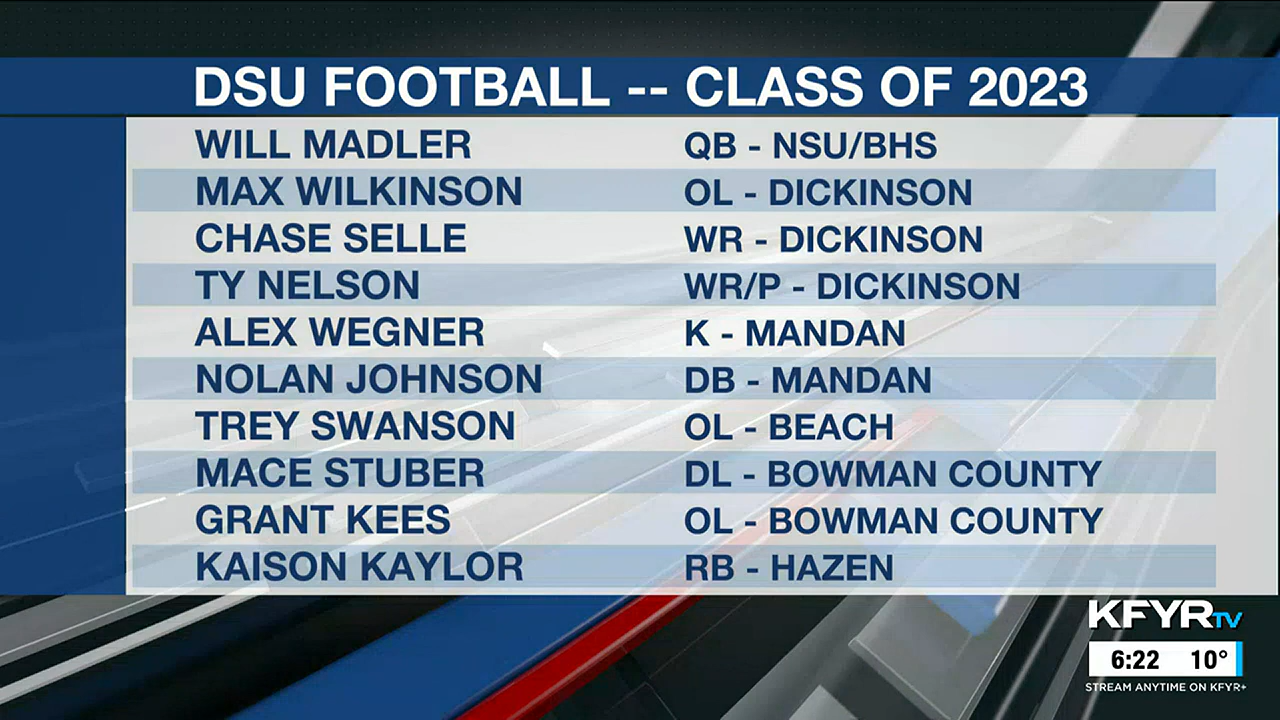 DSU FOOTBALL -- CLASS OF 2023
WILL MADLER QB - NSU/BHS
MAX WILKINSON OL - DICKINSON
CHASE SELLE WR - DICKINSON
TY NELSON WR/P - DICKINSON
ALEX WEGNER K - MANDAN
NOLAN JOHNSON DB - MANDAN
TREY SWANSON OL - BEACH
MACE STUBER DL - BOWMAN COUNTY
GRANT KEES OL - BOWMAN COUNTY
KAISON KAYLOR RB - HAZEN
KFYRTV
6:22 10°
STREAM ANYTIME ON KFYR+